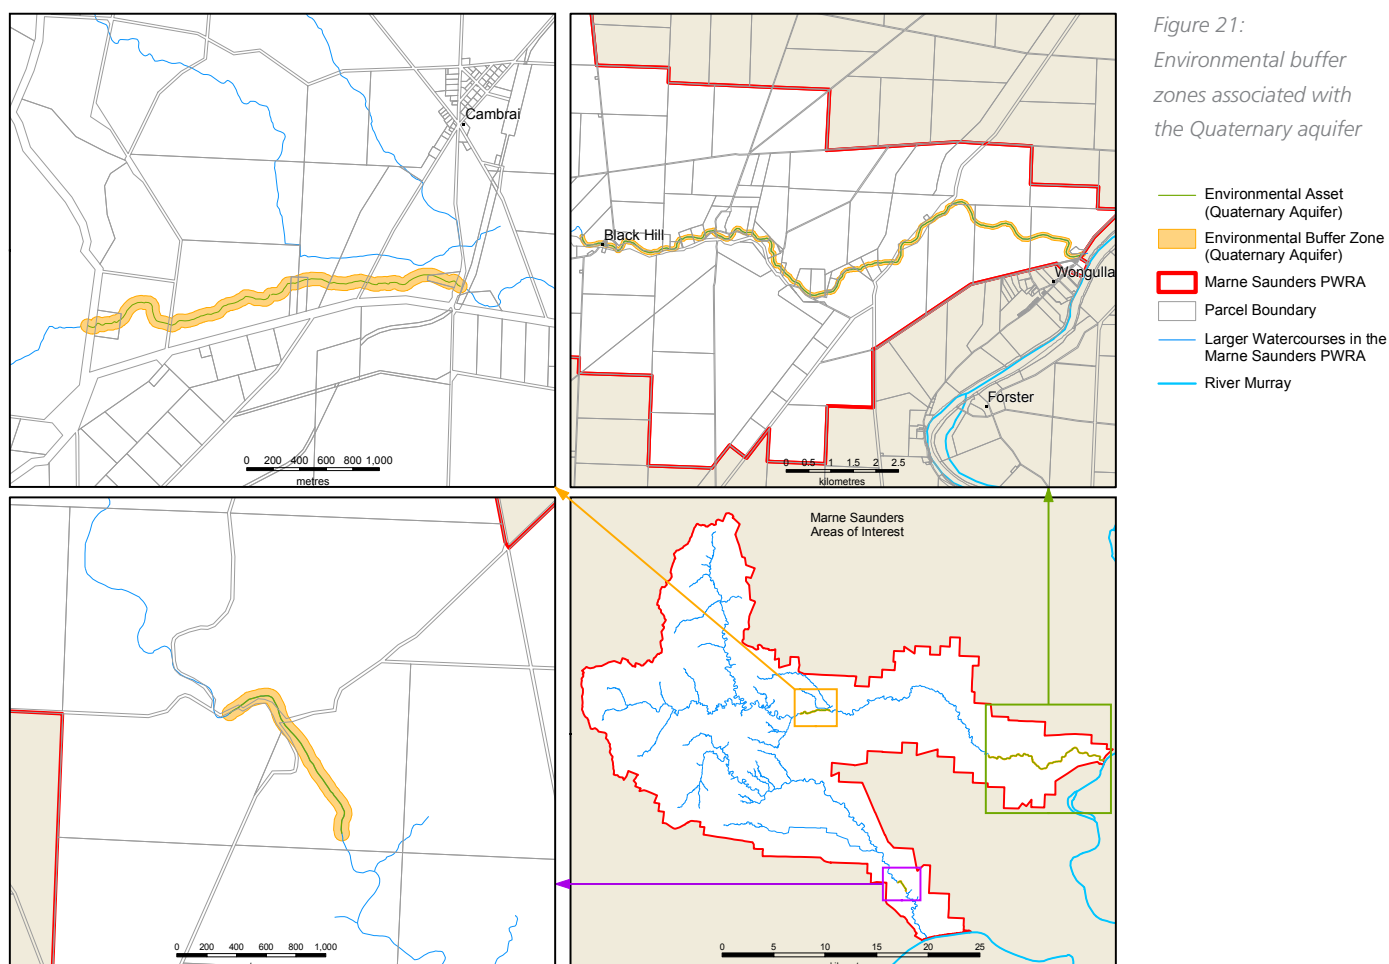 Figure 21:
Environmental buffer
zones associated with
the Quaternary aquifer
Environmental Asset
(Quaternary Aquifer)
Environmental Buffer Zone
(Quaternary Aquifer)
Marne Saunders PWRA
Parcel Boundary
Larger Watercourses in the
Marne Saunders PWRA
River Murray
Cambrai
0 200 400 600 800 1,000
metres
Black Hill
Wongulla
Forster
0 0.5 1 1.5 2 2.5
kilometres
0 200 400 600 800 1,000
Marne Saunders
Areas of Interest
0 5 10 15 20 25